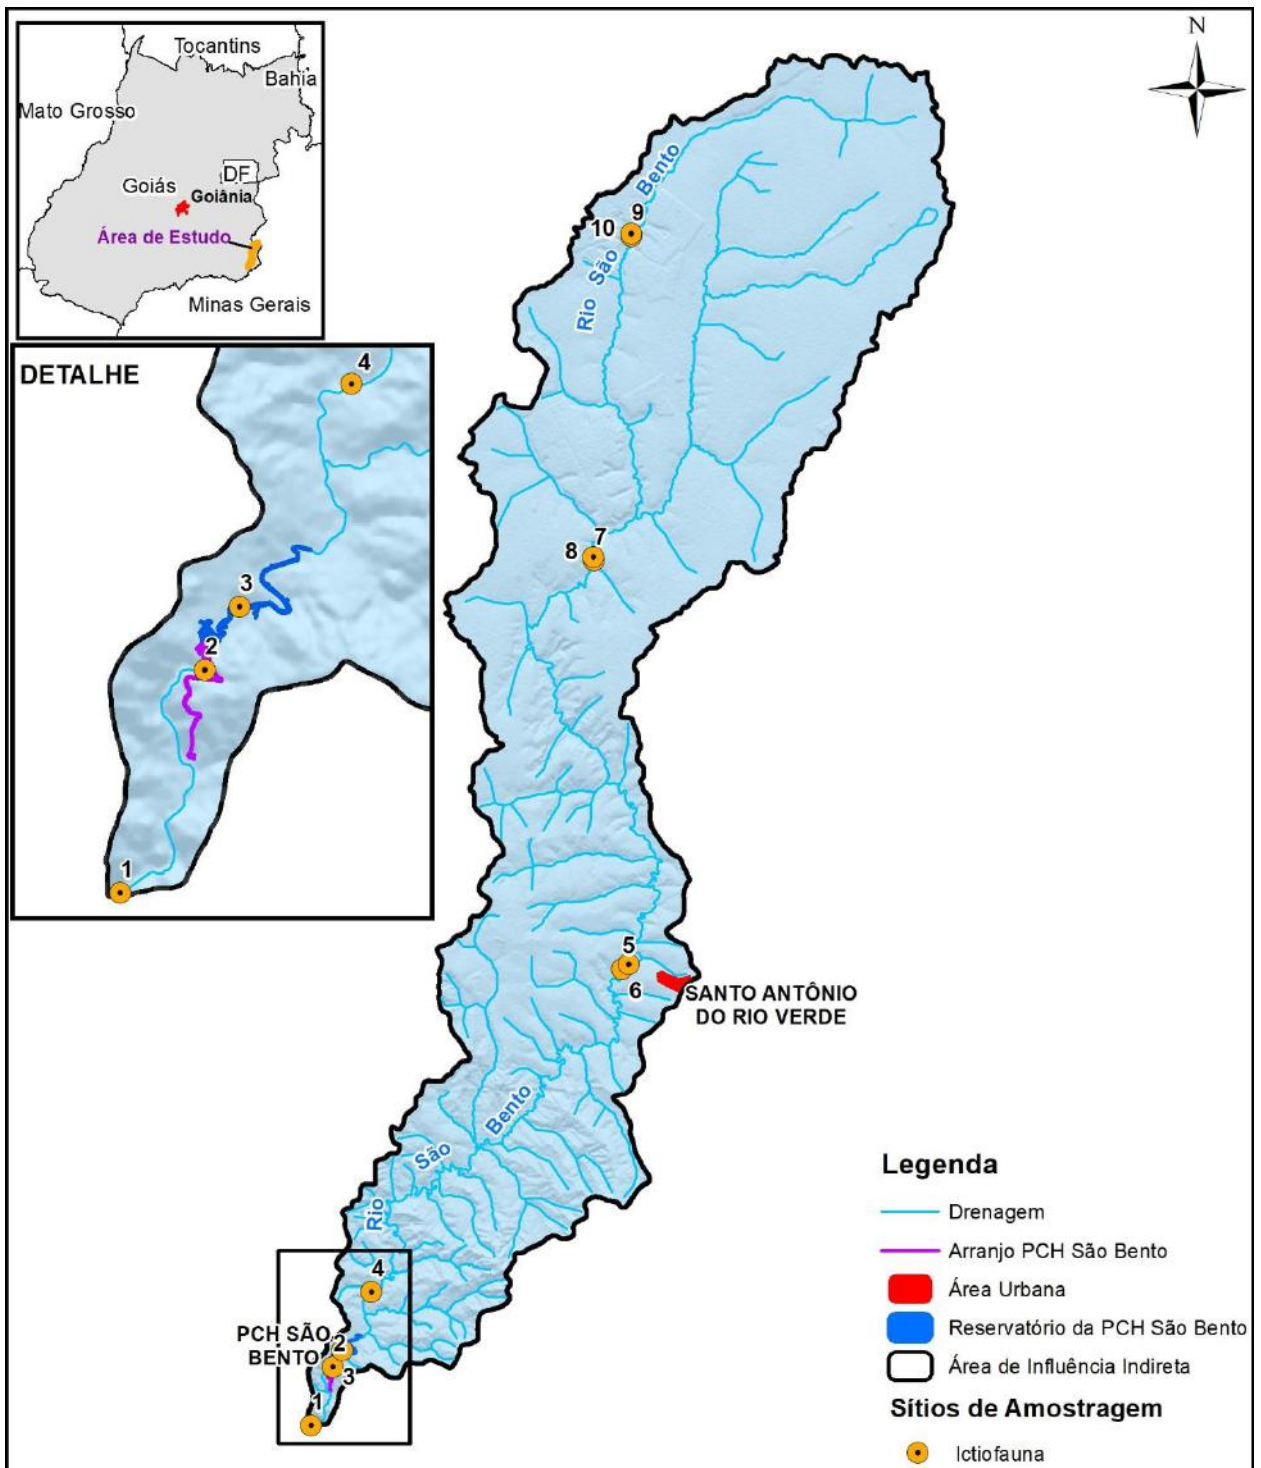 Tocantins
Bahia
Mato Grosso
DF
Goiás
Goiânia
Área de Estudo
Minas Gerais
N
DETALHE
4
3
2
1
Rio São Bento
9
10
7
8
5
6
SANTO ANTÔNIO
DO RIO VERDE
Rio São Bento
4
PCH SÃO
BENTO
2
3
1
Legenda
Drenagem
Arranjo PCH São Bento
Área Urbana
Reservatório da PCH São Bento
Área de Influência Indireta
Sítios de Amostragem
Ictiofauna